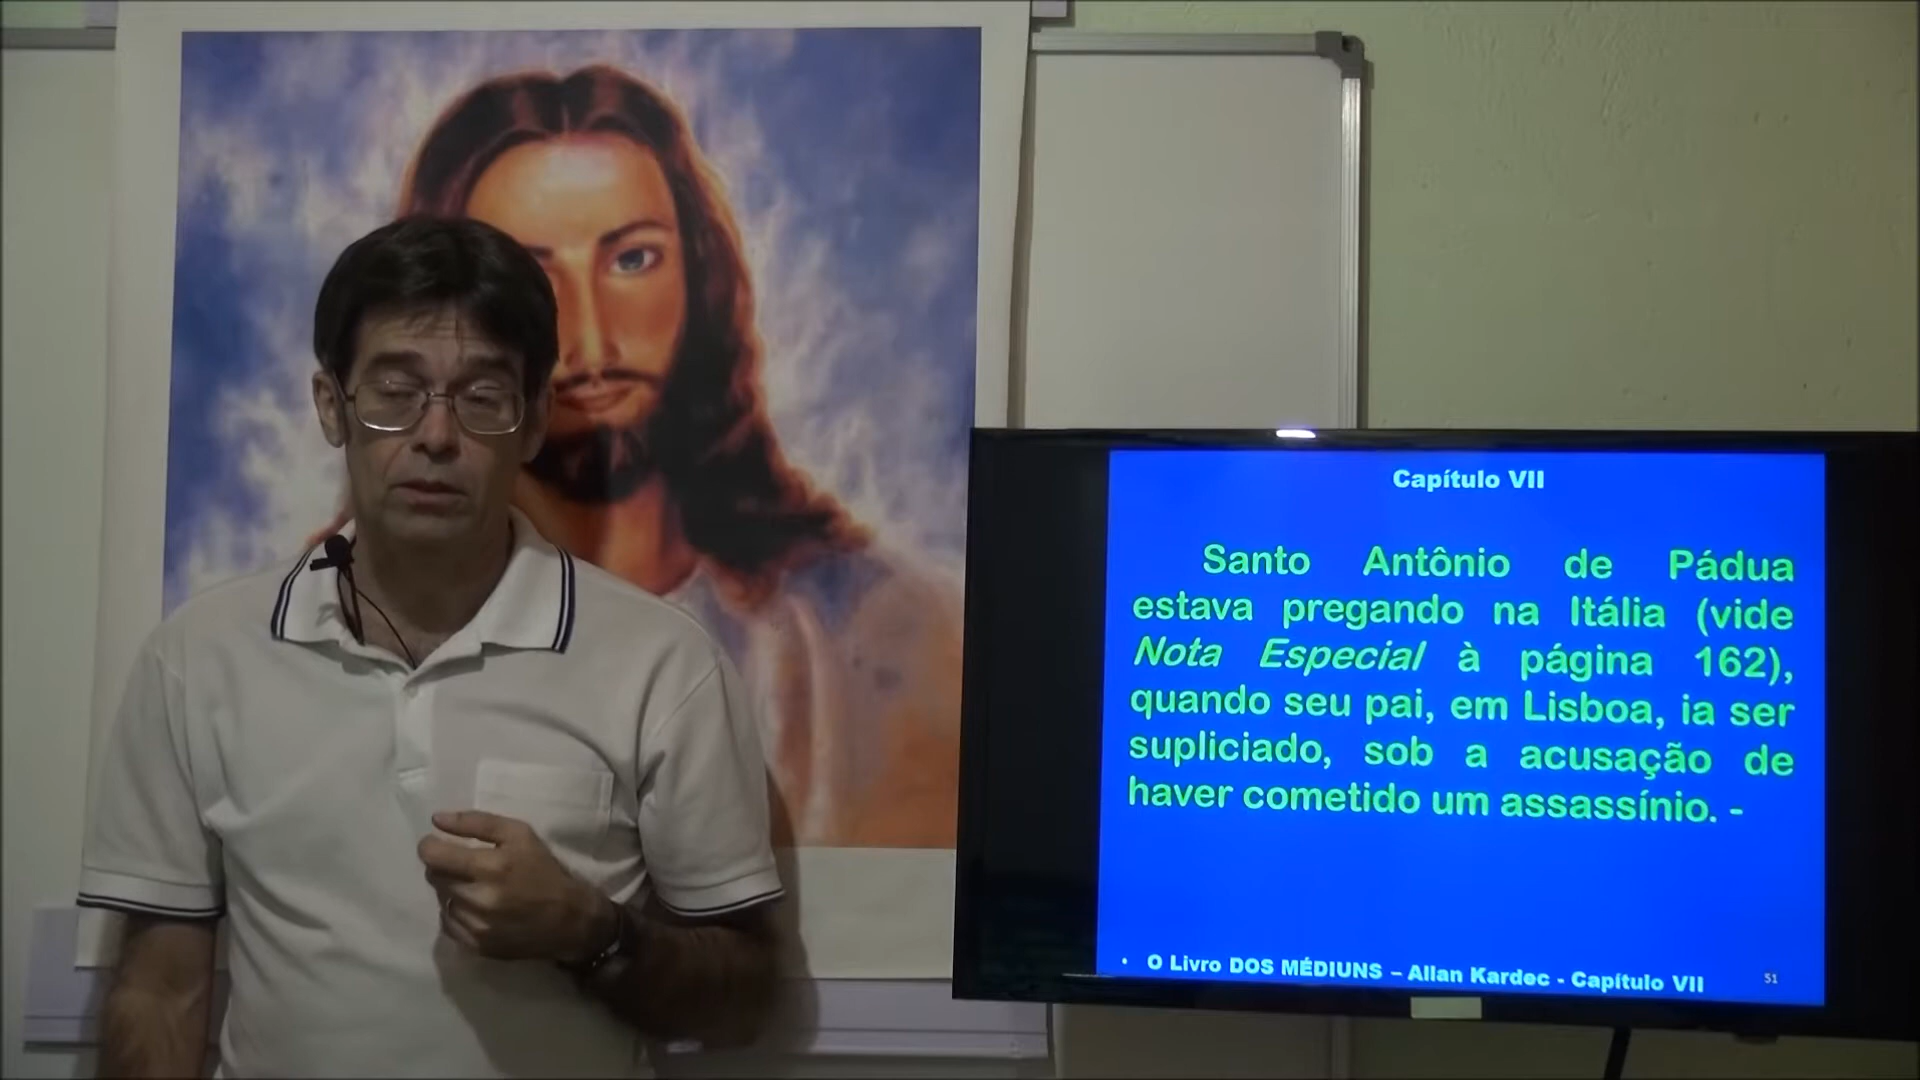 Capítulo VII
Santo Antônio de Pádua
estava pregando na Itália (vide
Nota Especial à página 162),
quando seu pai, em Lisboa, ia ser
supliciado, sob a acusação de
haver cometido um assassínio. -
• O Livro DOS MÉDIUNS – Allan Kardec - Capítulo VII
51